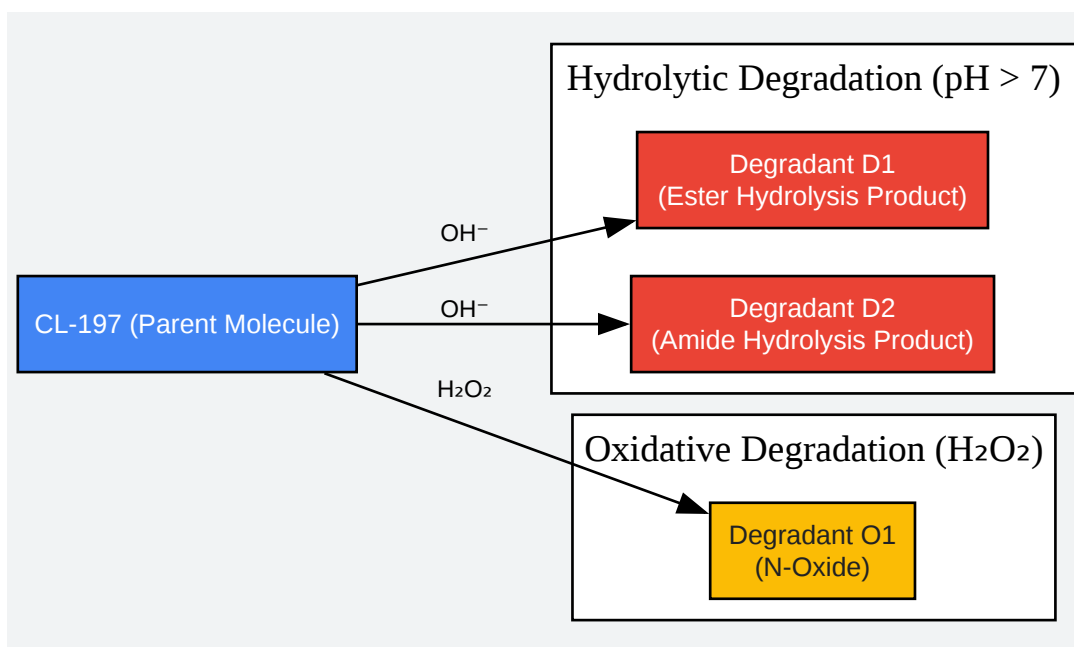 Hydrolytic Degradation (pH > 7)
Degradant D1
(Ester Hydrolysis Product)
OH⁻
CL-197 (Parent Molecule)
OH⁻
Degradant D2
(Amide Hydrolysis Product)
H₂O₂
Oxidative Degradation (H₂O₂)
Degradant O1
(N-Oxide)